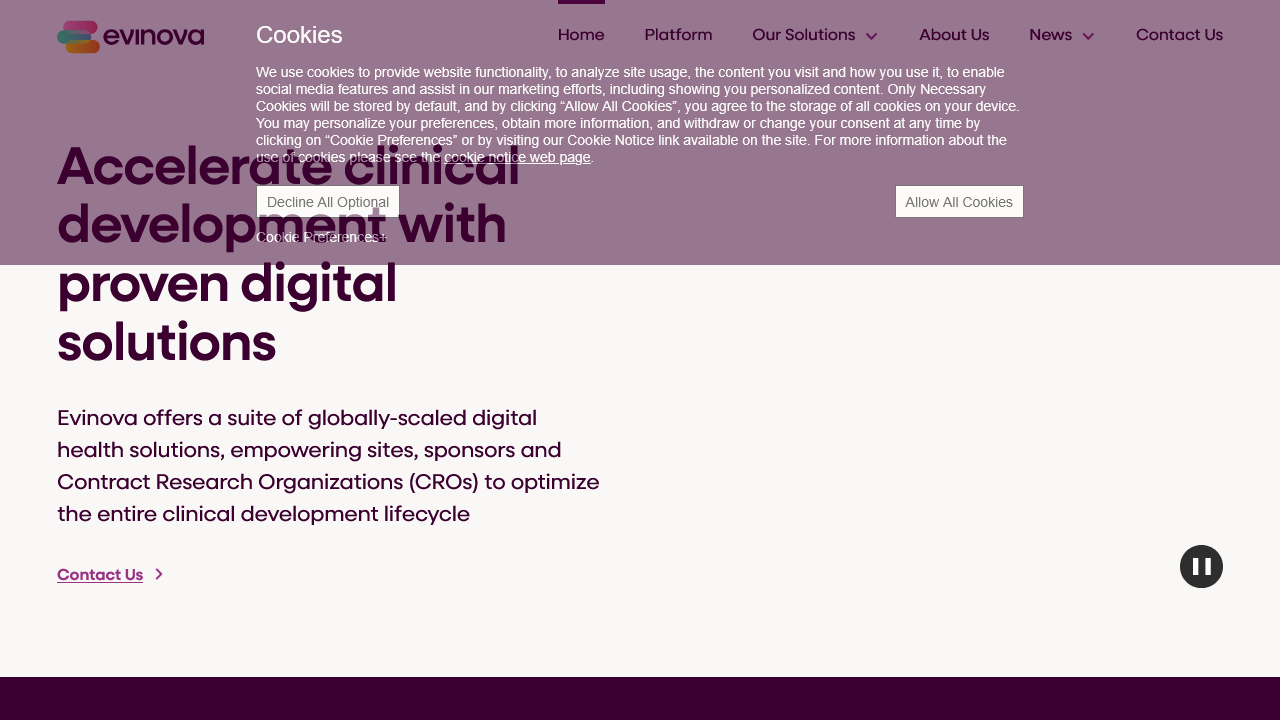 evinova
Cookies
Home Platform Our Solutions About Us News Contact Us
We use cookies to provide website functionality, to analyze site usage, the content you visit and how you use it, to enable
social media features and assist in our marketing efforts, including showing you personalized content. Only Necessary
Cookies will be stored by default, and by clicking “Allow All Cookies”, you agree to the storage of all cookies on your device.
You may personalize your preferences, obtain more information, and withdraw or change your consent at any time by
clicking on “Cookie Preferences” or by visiting our Cookie Notice link available on the site. For more information about the
use of cookies please see the cookie notice web page.
Decline All Optional
Allow All Cookies
Cookie Preferences+
Accelerate clinical
development with
proven digital
solutions
Evinova offers a suite of globally-scaled digital
health solutions, empowering sites, sponsors and
Contract Research Organizations (CROs) to optimize
the entire clinical development lifecycle
Contact Us